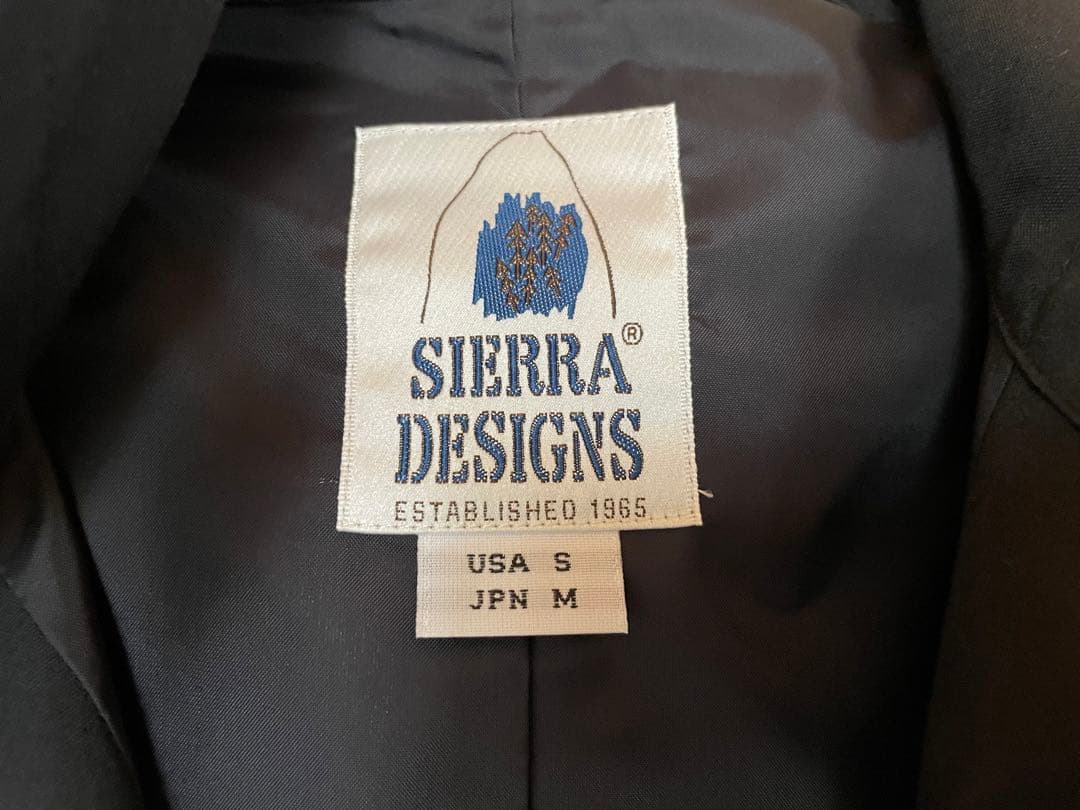 SIERRA®
DESIGNS
ESTABLISHED 1965
USA S
JPN M